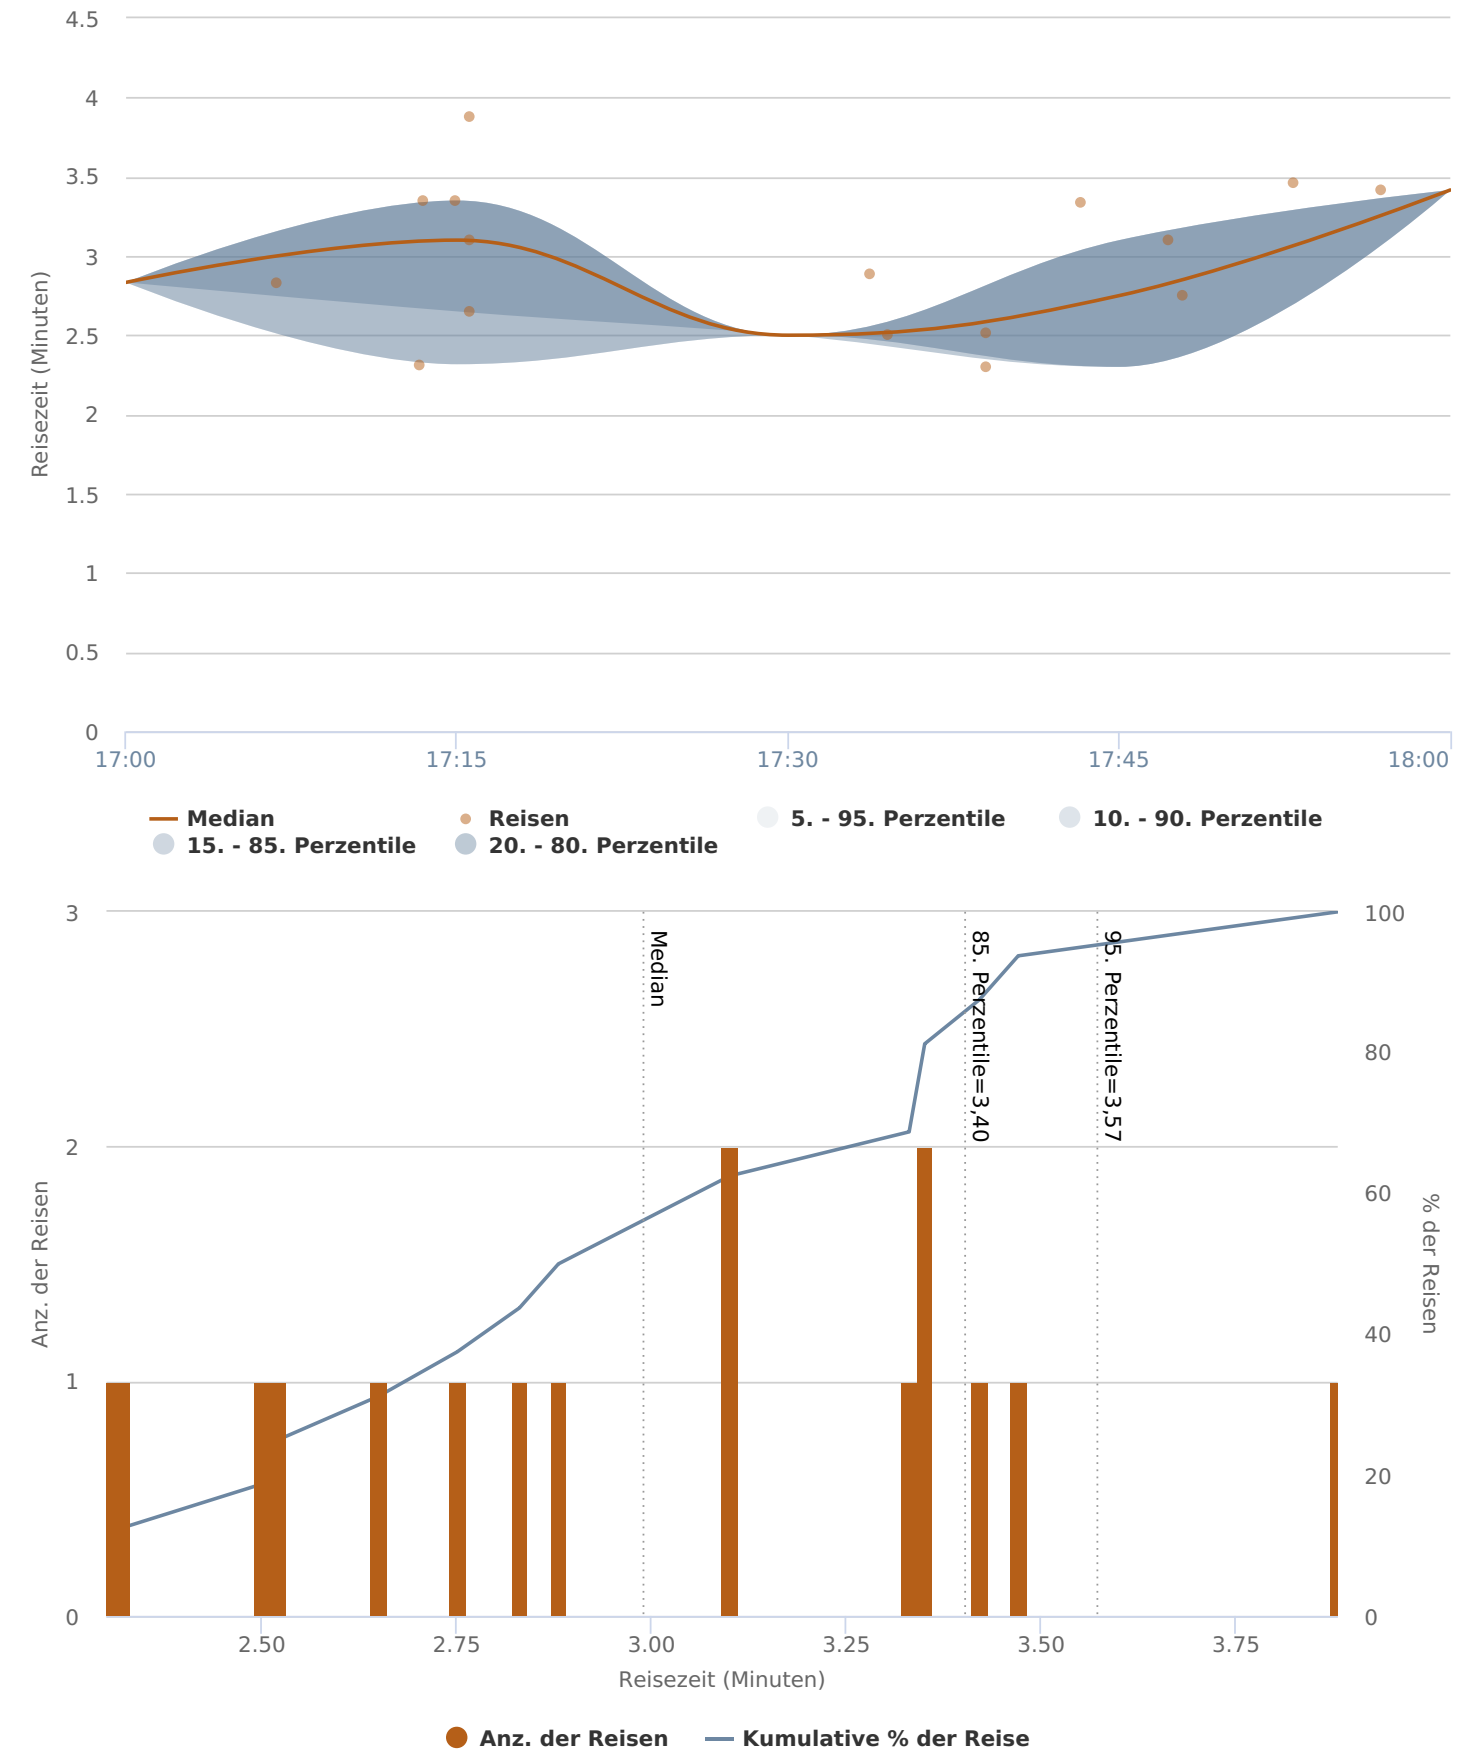 4.5
4
3.5
3
2.5
2
1.5
1
0.5
0
Reisezeit (Minuten)
17:00 17:15 17:30 17:45 18:00
Median Reisen 5. - 95. Perzentile 10. - 90. Perzentile
15. - 85. Perzentile 20. - 80. Perzentile
3
2
1
0
Anz. der Reisen
Median
85. Perzentile=3,40
95. Perzentile=3,57
100
80
60
40
20
0
% der Reisen
2.50 2.75 3.00 3.25 3.50 3.75
Reisezeit (Minuten)
Anz. der Reisen Kumulative % der Reise